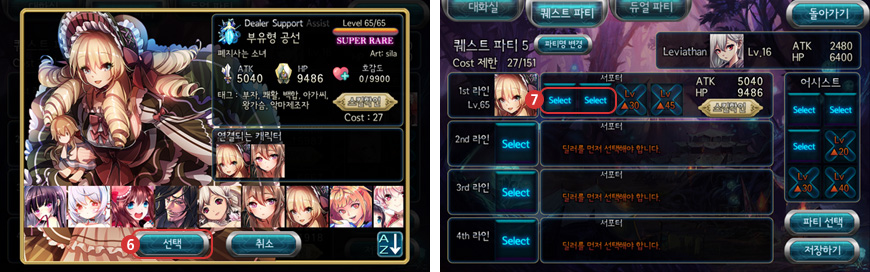 Dealer Support Assist
Level 65/65
부유형 공선
SUPER RARE
폐지사는 소녀
Art: sila
ATK
5040
HP
9486
호감도
0/9900
태그 : 부자, 쾌활, 백합, 아가씨,
왕가슴, 악마제조자
소검확인
Cost : 27
연결되는 캐릭터
6
선택
취소
A
Z
대화실
퀘스트 파티
듀얼 파티
돌아가기
퀘스트 파티 5
파티명 변경
Cost 제한 27/151
Leviathan
Lv.16
ATK 2480
HP 6400
1st 라인
Lv.65
서포터
7
Select
Select
Lv
▲30
Lv
▲45
ATK 5040
HP 9486
어시스트
Select
Select
Select
Lv
▲20
Lv
▲30
Lv
▲40
2nd 라인
Select
서포터
딜러를 먼저 선택해야 합니다.
3rd 라인
Select
서포터
딜러를 먼저 선택해야 합니다.
4th 라인
Select
서포터
딜러를 먼저 선택해야 합니다.
파티 선택
저장하기